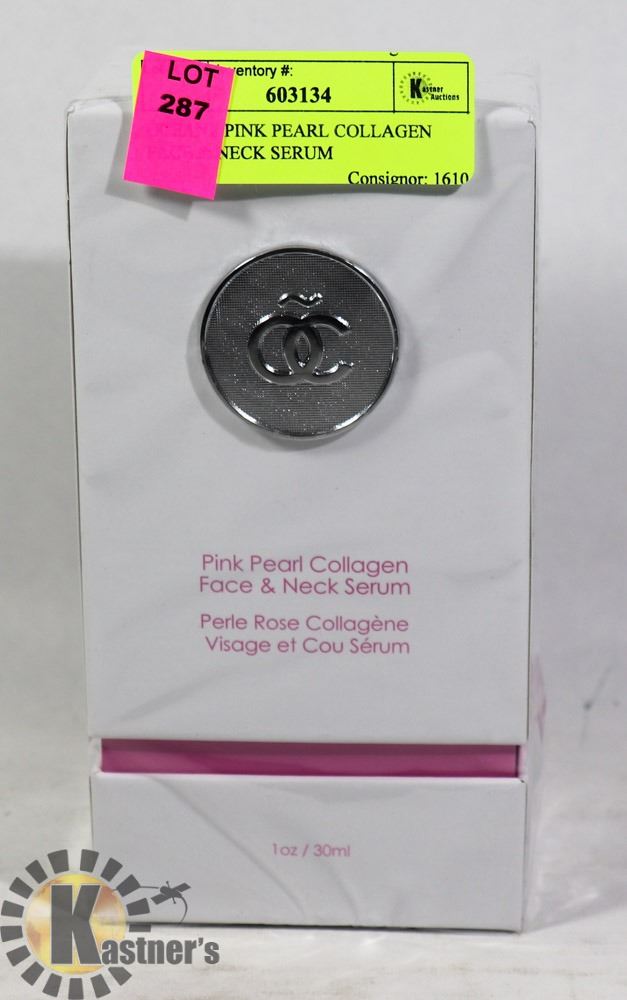 LOT
287
ventory #:
603134
Kastner
Auctions
PINK PEARL COLLAGEN
NECK SERUM
Consignor: 1610
Pink Pearl Collagen
Face & Neck Serum
Perle Rose Collagène
Visage et Cou Sérum
1oz / 30ml
Kastner's